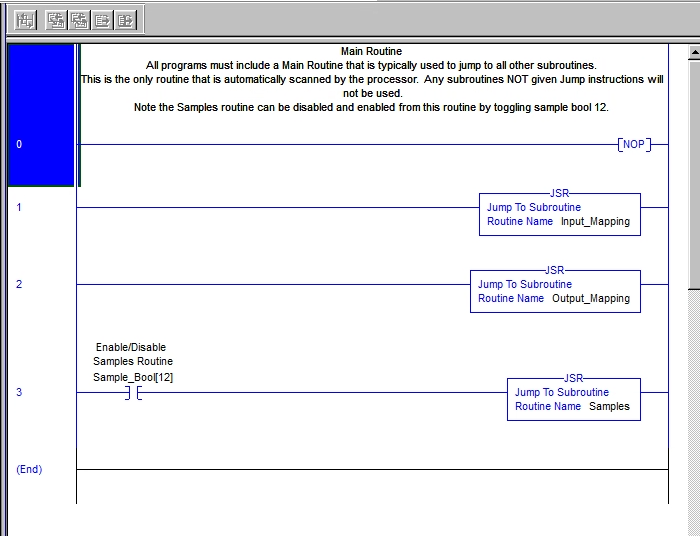 Main Routine
All programs must include a Main Routine that is typically used to jump to all other subroutines.
This is the only routine that is automatically scanned by the processor.  Any subroutines NOT given Jump instructions will
not be used.
Note the Samples routine can be disabled and enabled from this routine by toggling sample bool 12.
0
NOP
1
JSR
Jump To Subroutine
Routine Name Input_Mapping
2
JSR
Jump To Subroutine
Routine Name Output_Mapping
Enable/Disable
Samples Routine
Sample_Bool[12]
3
JSR
Jump To Subroutine
Routine Name Samples
(End)